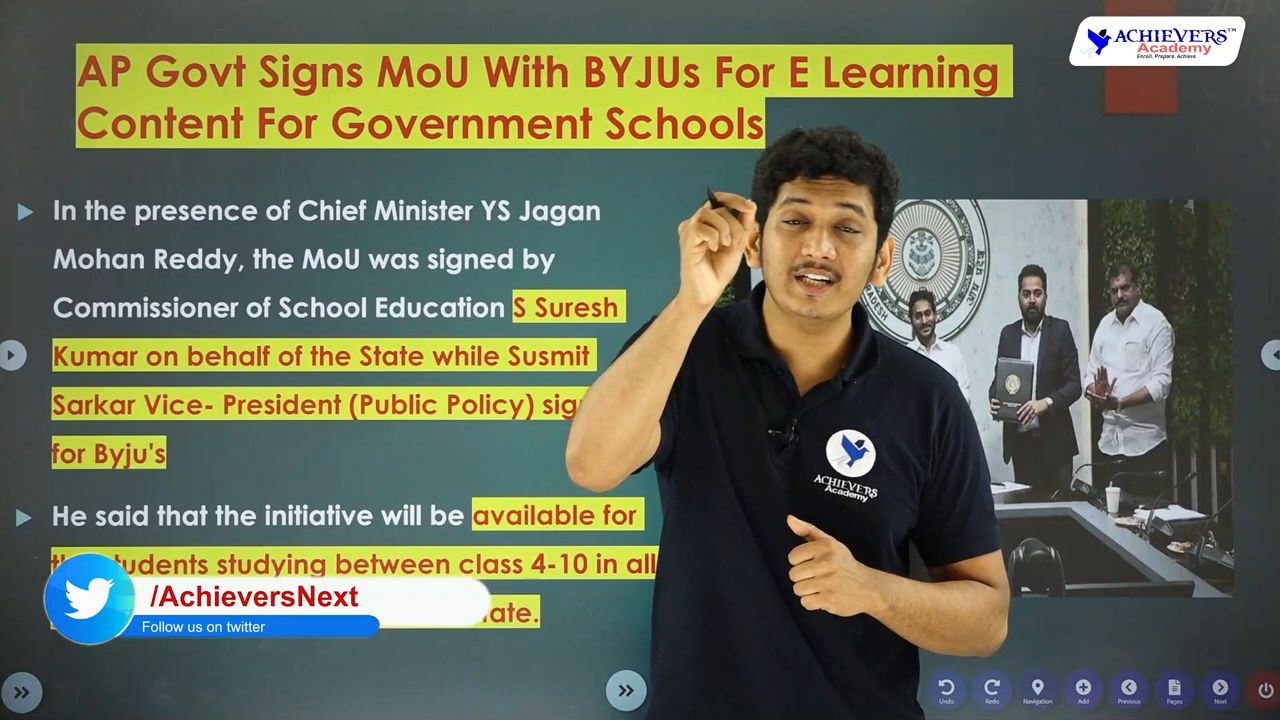 ACHIEVERS™
Academy
Enroll. Prepare. Achieve
AP Govt Signs MoU With BYJUs For E Learning
Content For Government Schools
In the presence of Chief Minister YS Jagan
Mohan Reddy, the MoU was signed by
Commissioner of School Education S Suresh
Kumar on behalf of the State while Susmit
Sarkar Vice- President (Public Policy)
for Byju's
He said that the initiative will be available for
students studying between class 4-10 in all
/AchieversNext
Follow us on twitter
ACHIEVERS
Academy
Undo
Redo
Navigation
Add
Previous
Pages
Next